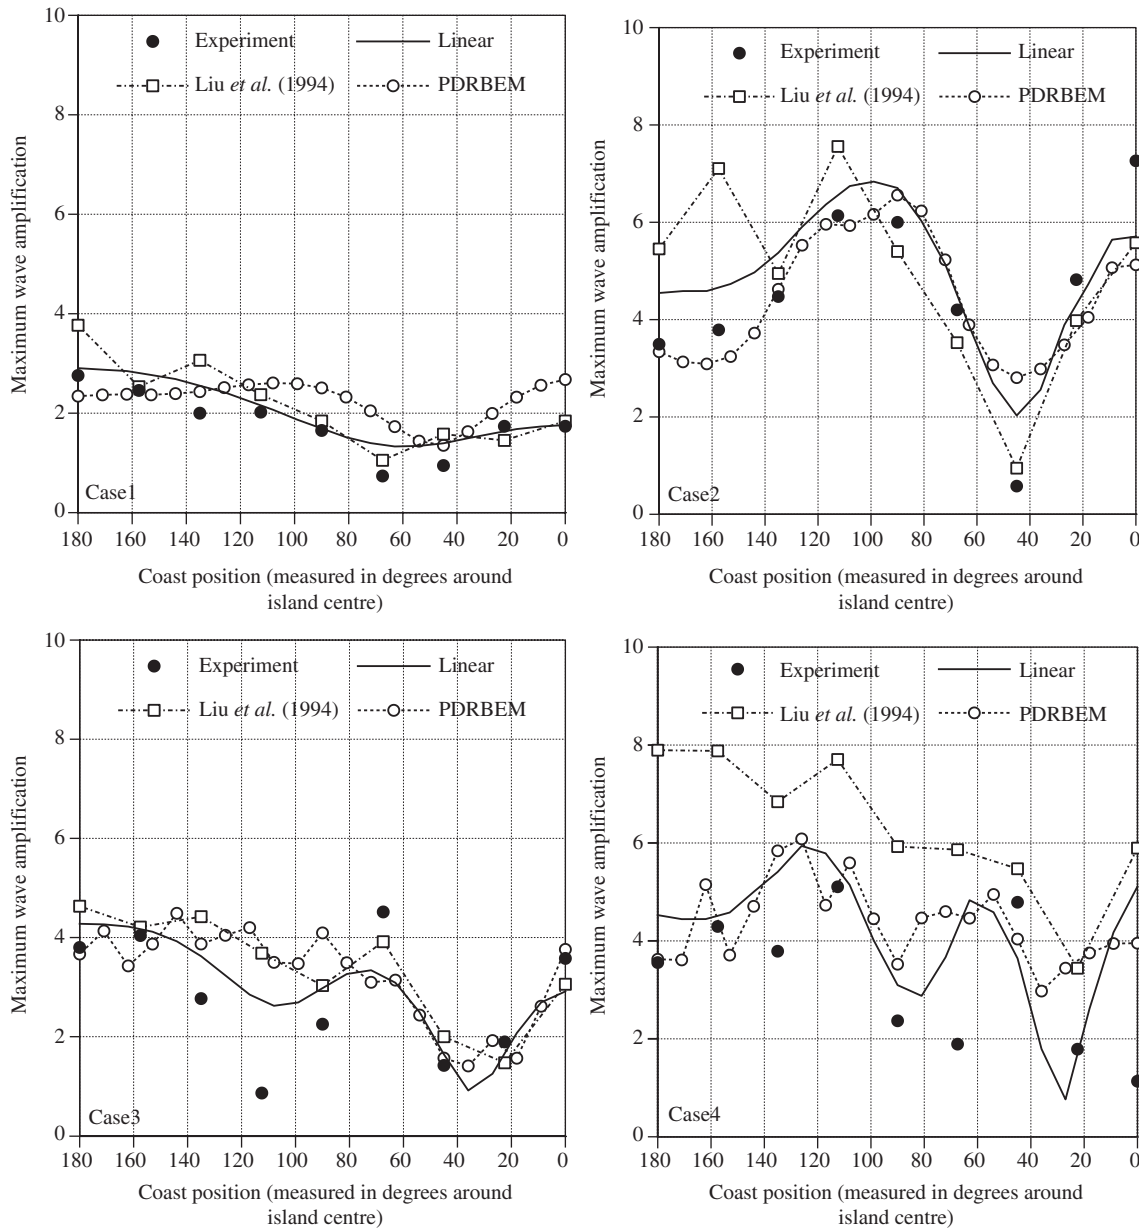 10
8
6
4
2
0
Maximum wave amplification
Experiment
Linear
Liu et al. (1994)
PDRBEM
Case1
180 160 140 120 100 80 60 40 20 0
Coast position (measured in degrees around
island centre)
10
8
6
4
2
0
Maximum wave amplification
Experiment
Linear
Liu et al. (1994)
PDRBEM
Case2
180 160 140 120 100 80 60 40 20 0
Coast position (measured in degrees around
island centre)
10
8
6
4
2
0
Maximum wave amplification
Experiment
Linear
Liu et al. (1994)
PDRBEM
Case3
180 160 140 120 100 80 60 40 20 0
Coast position (measured in degrees around
island centre)
10
8
6
4
2
0
Maximum wave amplification
Experiment
Linear
Liu et al. (1994)
PDRBEM
Case4
180 160 140 120 100 80 60 40 20 0
Coast position (measured in degrees around
island centre)